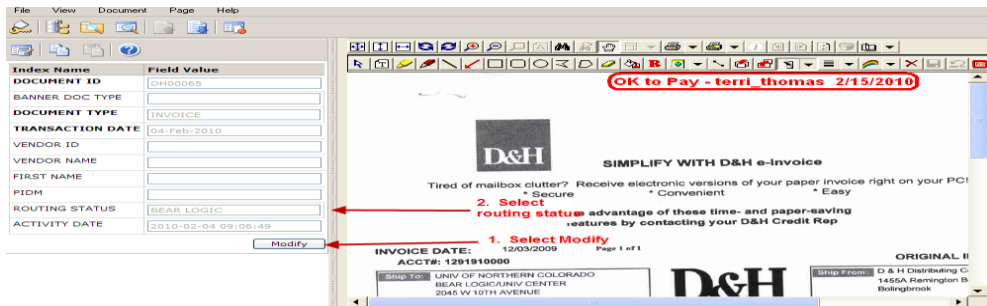 File View Document Page Help
Index Name Field Value
DOCUMENT ID DH00065
BANNER DOC TYPE
DOCUMENT TYPE INVOICE
TRANSACTION DATE 04-Feb-2010
VENDOR ID
VENDOR NAME
FIRST NAME
PIDM
ROUTING STATUS BEAR LOGIC
ACTIVITY DATE 2010-02-04 09:06:49
Modify
OK to Pay - terri_thomas 2/15/2010
D&H
SIMPLIFY WITH D&H e-Invoice
Tired of mailbox clutter? Receive electronic versions of your paper invoice right on your PC!
* Secure * Convenient * Easy
2. Select
routing status
advantage of these time- and paper-saving
features by contacting your D&H Credit Rep
1. Select Modify
INVOICE DATE: 12/03/2009 Page 1 of 1
ORIGINAL I
ACCT#: 1291910000
Ship To: UNIV OF NORTHERN COLORADO
BEAR LOGIC/UNIV CENTER
2045 W 10TH AVENUE
D&H
Ship From: D & H Distributing C
1455A Remington B
Bolingbrook